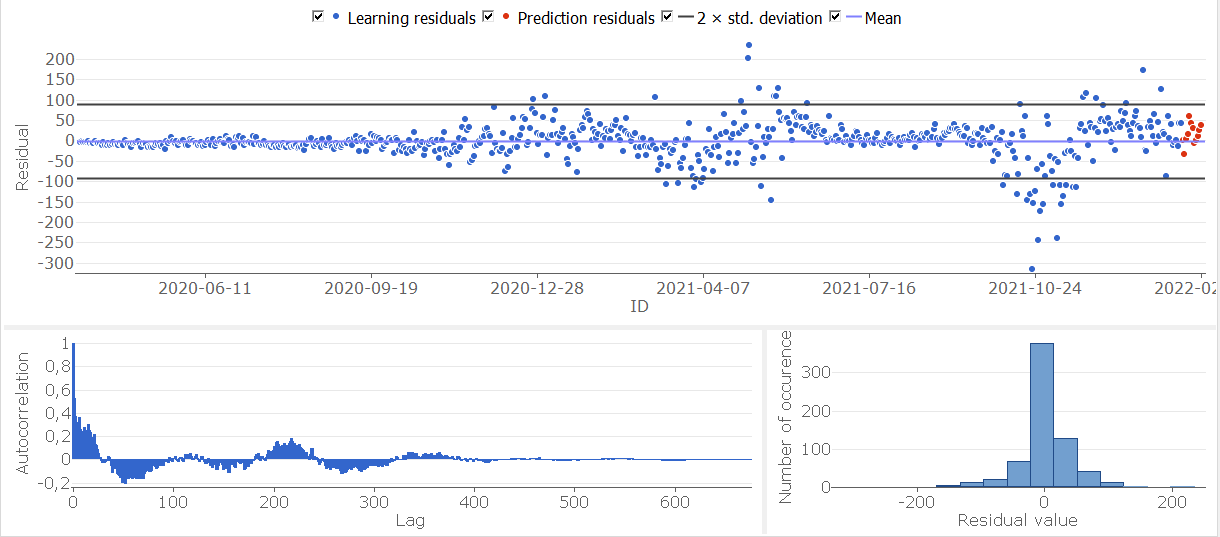 Learning residuals Prediction residuals 2 × std. deviation Mean
200
150
100
50
0
-50
-100
-150
-200
-250
-300
Residual
2020-06-11 2020-09-19 2020-12-28 2021-04-07 2021-07-16 2021-10-24 2022-02
ID
1
0,8
0,6
0,4
0,2
0
-0,2
Autocorrelation
0 100 200 300 400 500 600
Lag
300
200
100
0
Number of occurence
-200 0 200
Residual value